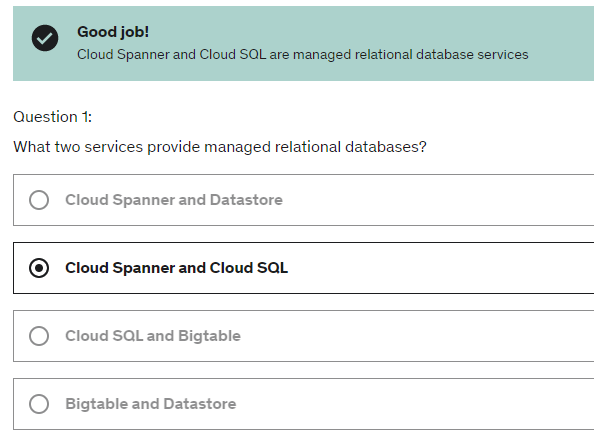 Good job!
Cloud Spanner and Cloud SQL are managed relational database services
Question 1:
What two services provide managed relational databases?
Cloud Spanner and Datastore
Cloud Spanner and Cloud SQL
Cloud SQL and Bigtable
Bigtable and Datastore